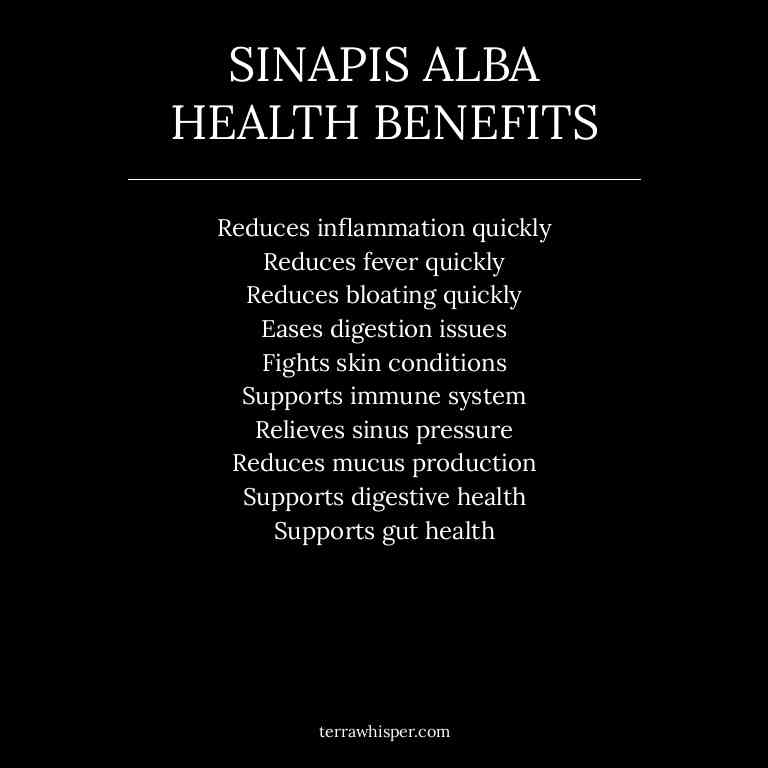 SINAPIS ALBA
HEALTH BENEFITS
Reduces inflammation quickly
Reduces fever quickly
Reduces bloating quickly
Eases digestion issues
Fights skin conditions
Supports immune system
Relieves sinus pressure
Reduces mucus production
Supports digestive health
Supports gut health
terrawhisper.com